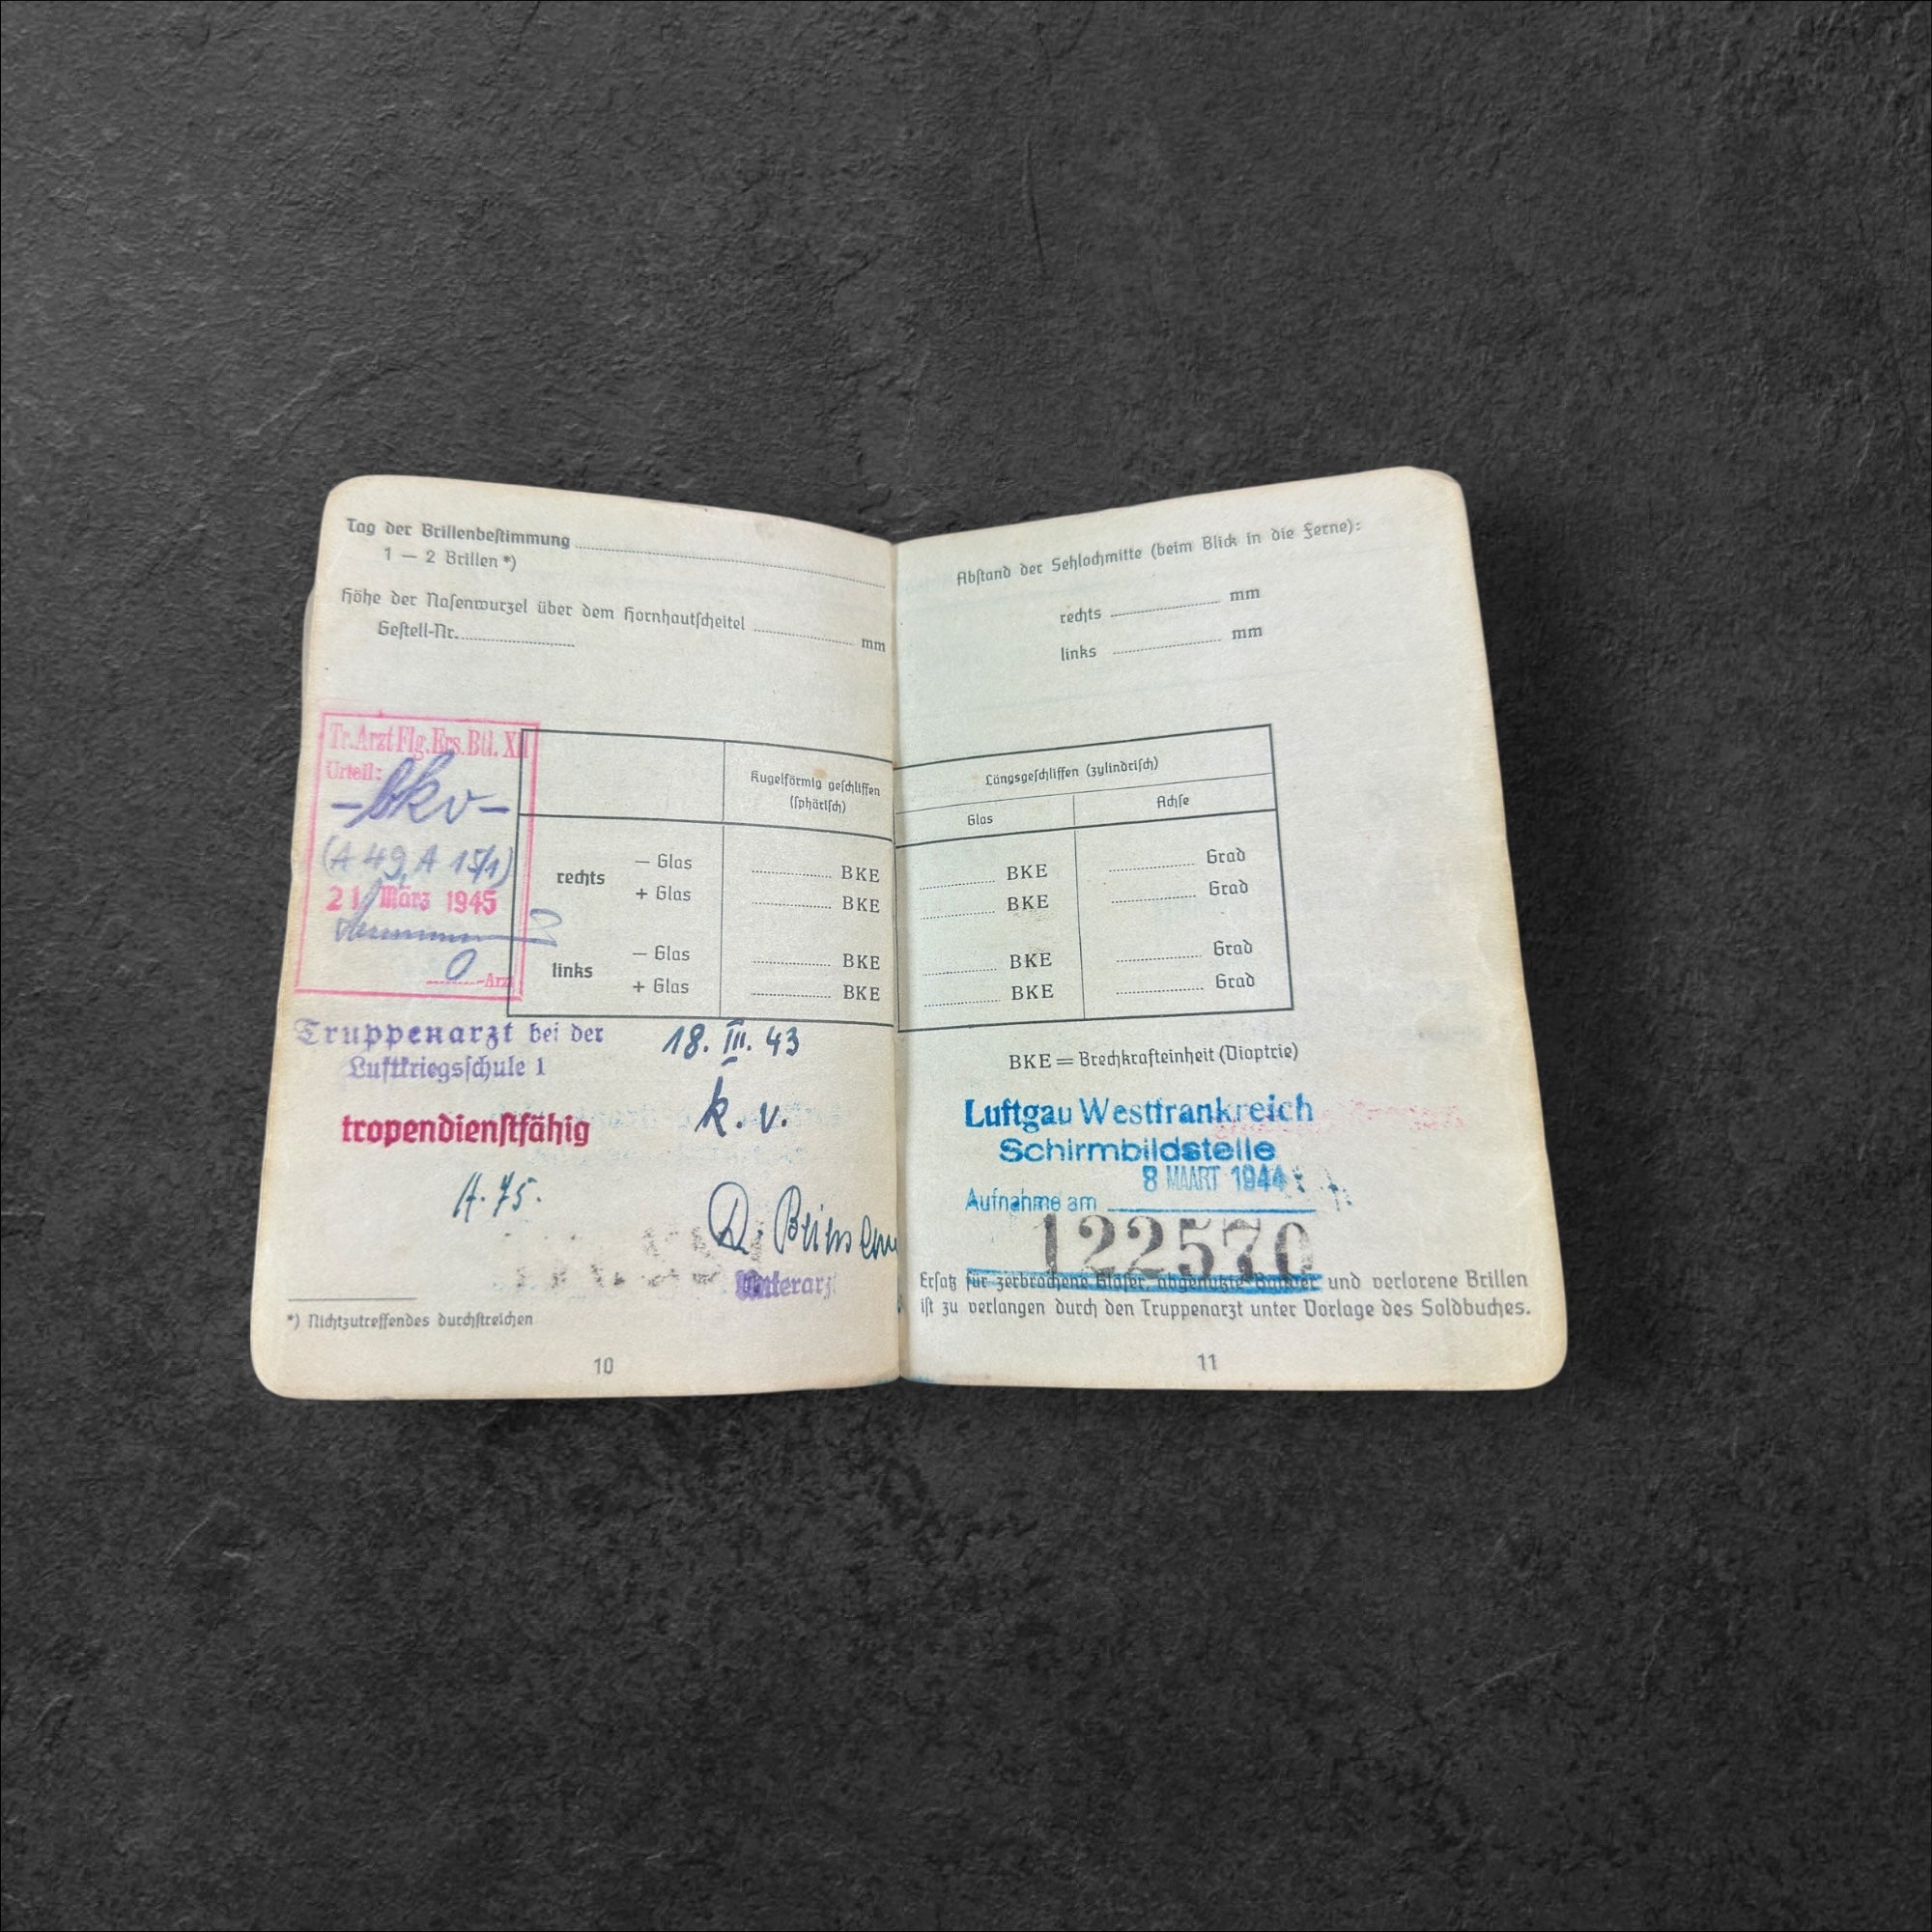 Tag der Brillenbestimmung
1 — 2 Brillen *)
Höhe der Nasenwurzel über dem Hornhautscheitel mm
Gestell-Nr.
Tr.Arzt Flg.Ers.Btl. XII
Urteil:
- bkv -
(A 49, A 15/1)
21. März 1945
-Arzt
Kugelförmig geschliffen
(sphärisch)
rechts
— Glas BKE
+ Glas BKE
links
— Glas BKE
+ Glas BKE
Truppenarzt bei der
Luftkriegsschule 1
18. III. 43
k. v.
tropendienstfähig
A. 75.
Unterarzt
*) Nichtzutreffendes durchstreichen
10
Abstand der Sehlochmitte (beim Blick in die Ferne):
rechts mm
links mm
Längsgeschliffen (zylindrisch)
Glas Achse
BKE Grad
BKE Grad
BKE Grad
BKE Grad
BKE = Brechkrafteinheit (Dioptrie)
Luftgau Westfrankreich
Schirmbildstelle
8 MAART 1944
Aufnahme am
122570
Ersatz für zerbrochene Gläser, abgenutzte Bänder und verlorene Brillen
ist zu verlangen durch den Truppenarzt unter Vorlage des Soldbuches.
11